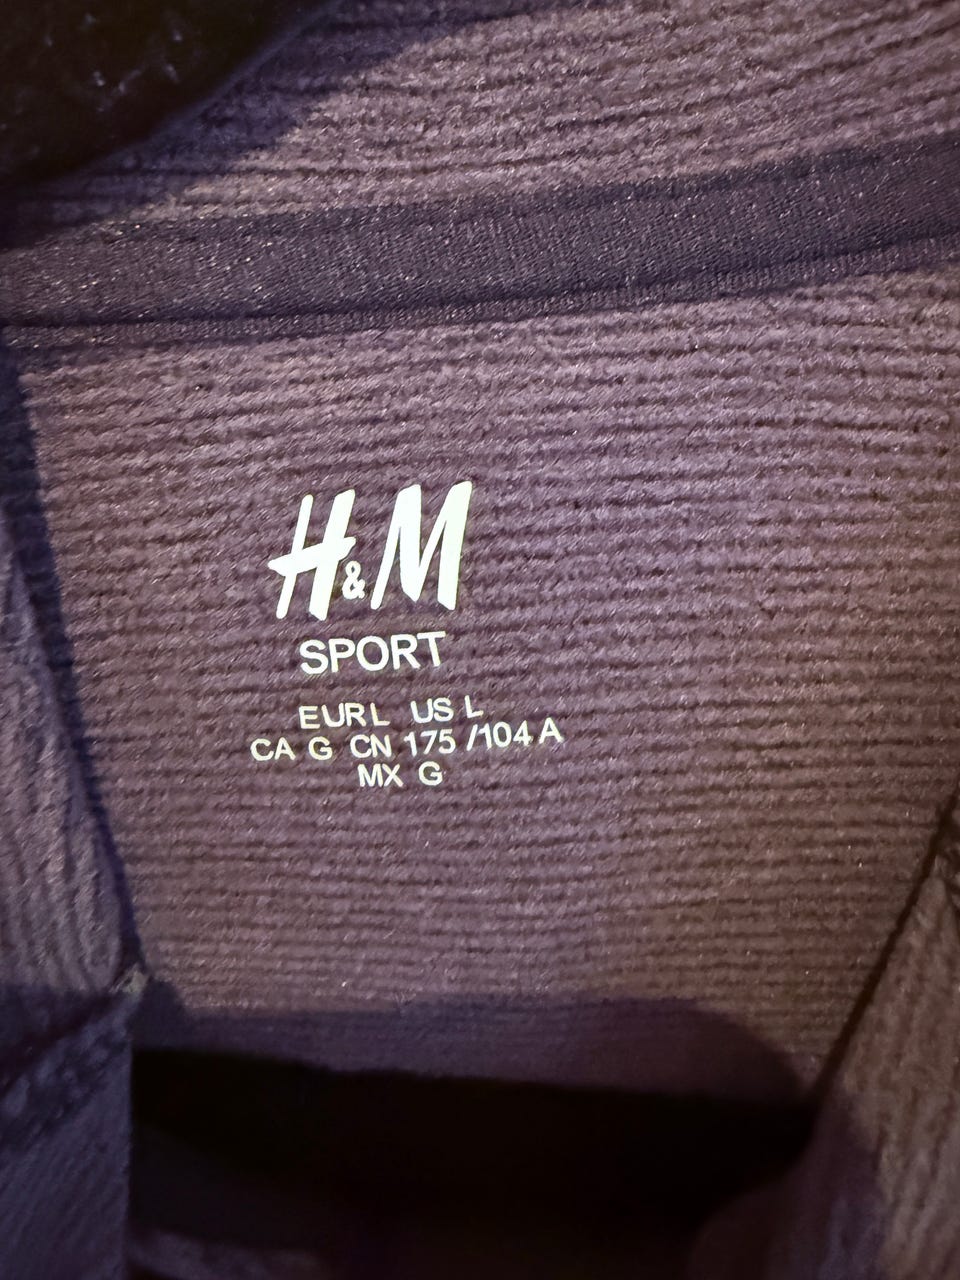 H&M
SPORT
EUR L US L
CA G CN 175 /104 A
MX G